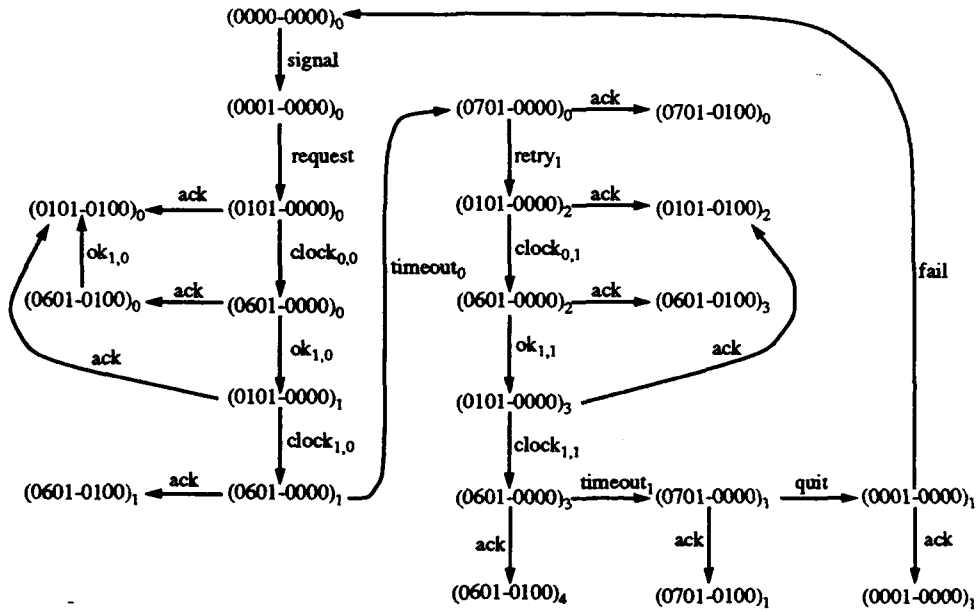 (0000-0000)₀
signal
(0001-0000)₀
(0701-0000)₀ ack (0701-0100)₀
request
retry₁
(0101-0100)₀ ack (0101-0000)₀
(0101-0000)₂ ack (0101-0100)₂
ok₁,₀
clock₀,₀
timeout₀
clock₀,₁
fail
(0601-0100)₀ ack (0601-0000)₀
(0601-0000)₂ ack (0601-0100)₃
ok₁,₀
ok₁,₁
ack
ack
(0101-0000)₁
(0101-0000)₃
clock₁,₀
clock₁,₁
(0601-0100)₁ ack (0601-0000)₁
(0601-0000)₃ timeout₁ (0701-0000)₁ quit (0001-0000)₁
ack
ack
ack
(0601-0100)₄
(0701-0100)₁
(0001-0000)₁